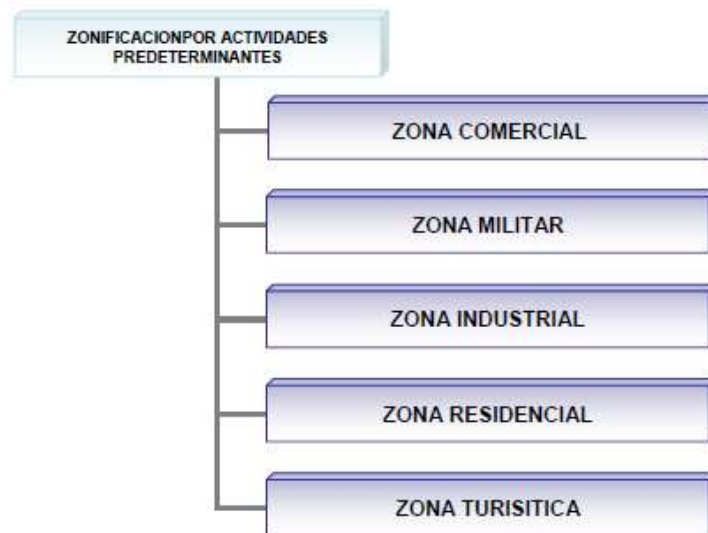 ZONIFICACIONPOR ACTIVIDADES
PREDETERMINANTES
ZONA COMERCIAL
ZONA MILITAR
ZONA INDUSTRIAL
ZONA RESIDENCIAL
ZONA TURISITICA